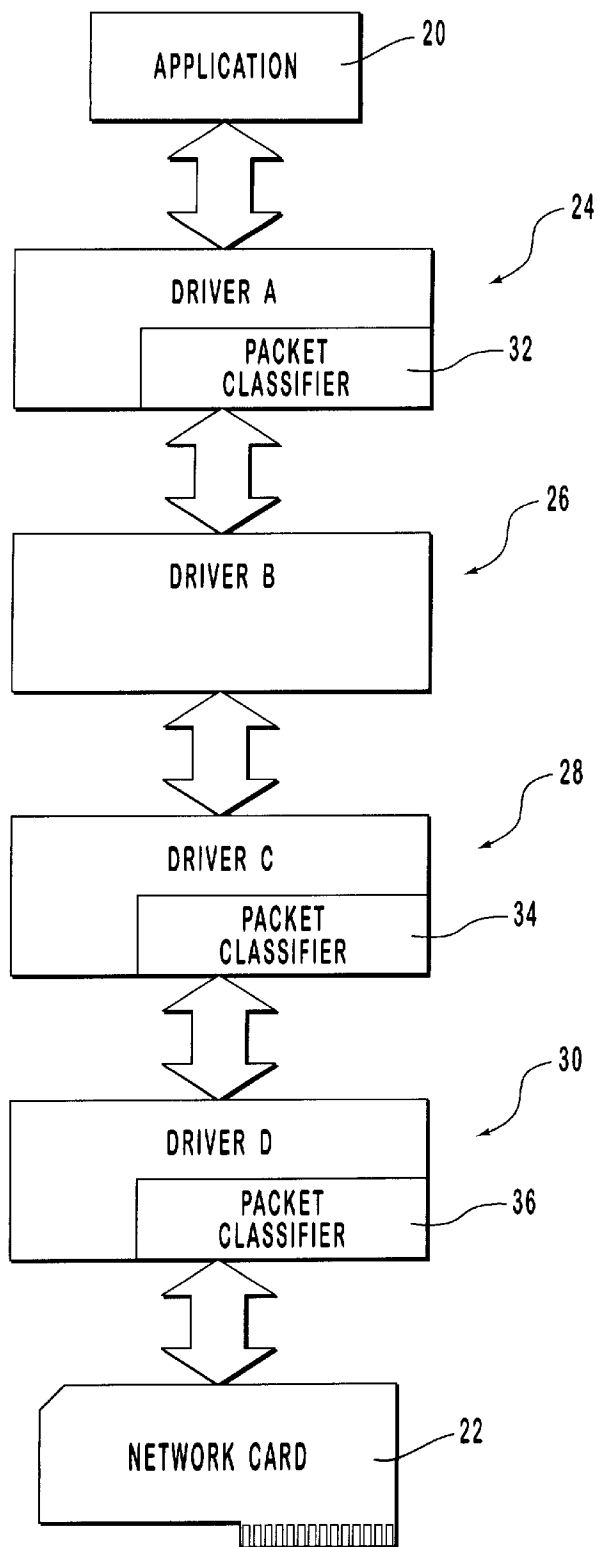 APPLICATION
20
24
DRIVER A
PACKET
CLASSIFIER
32
26
DRIVER B
28
DRIVER C
PACKET
CLASSIFIER
34
30
DRIVER D
PACKET
CLASSIFIER
36
NETWORK CARD
22